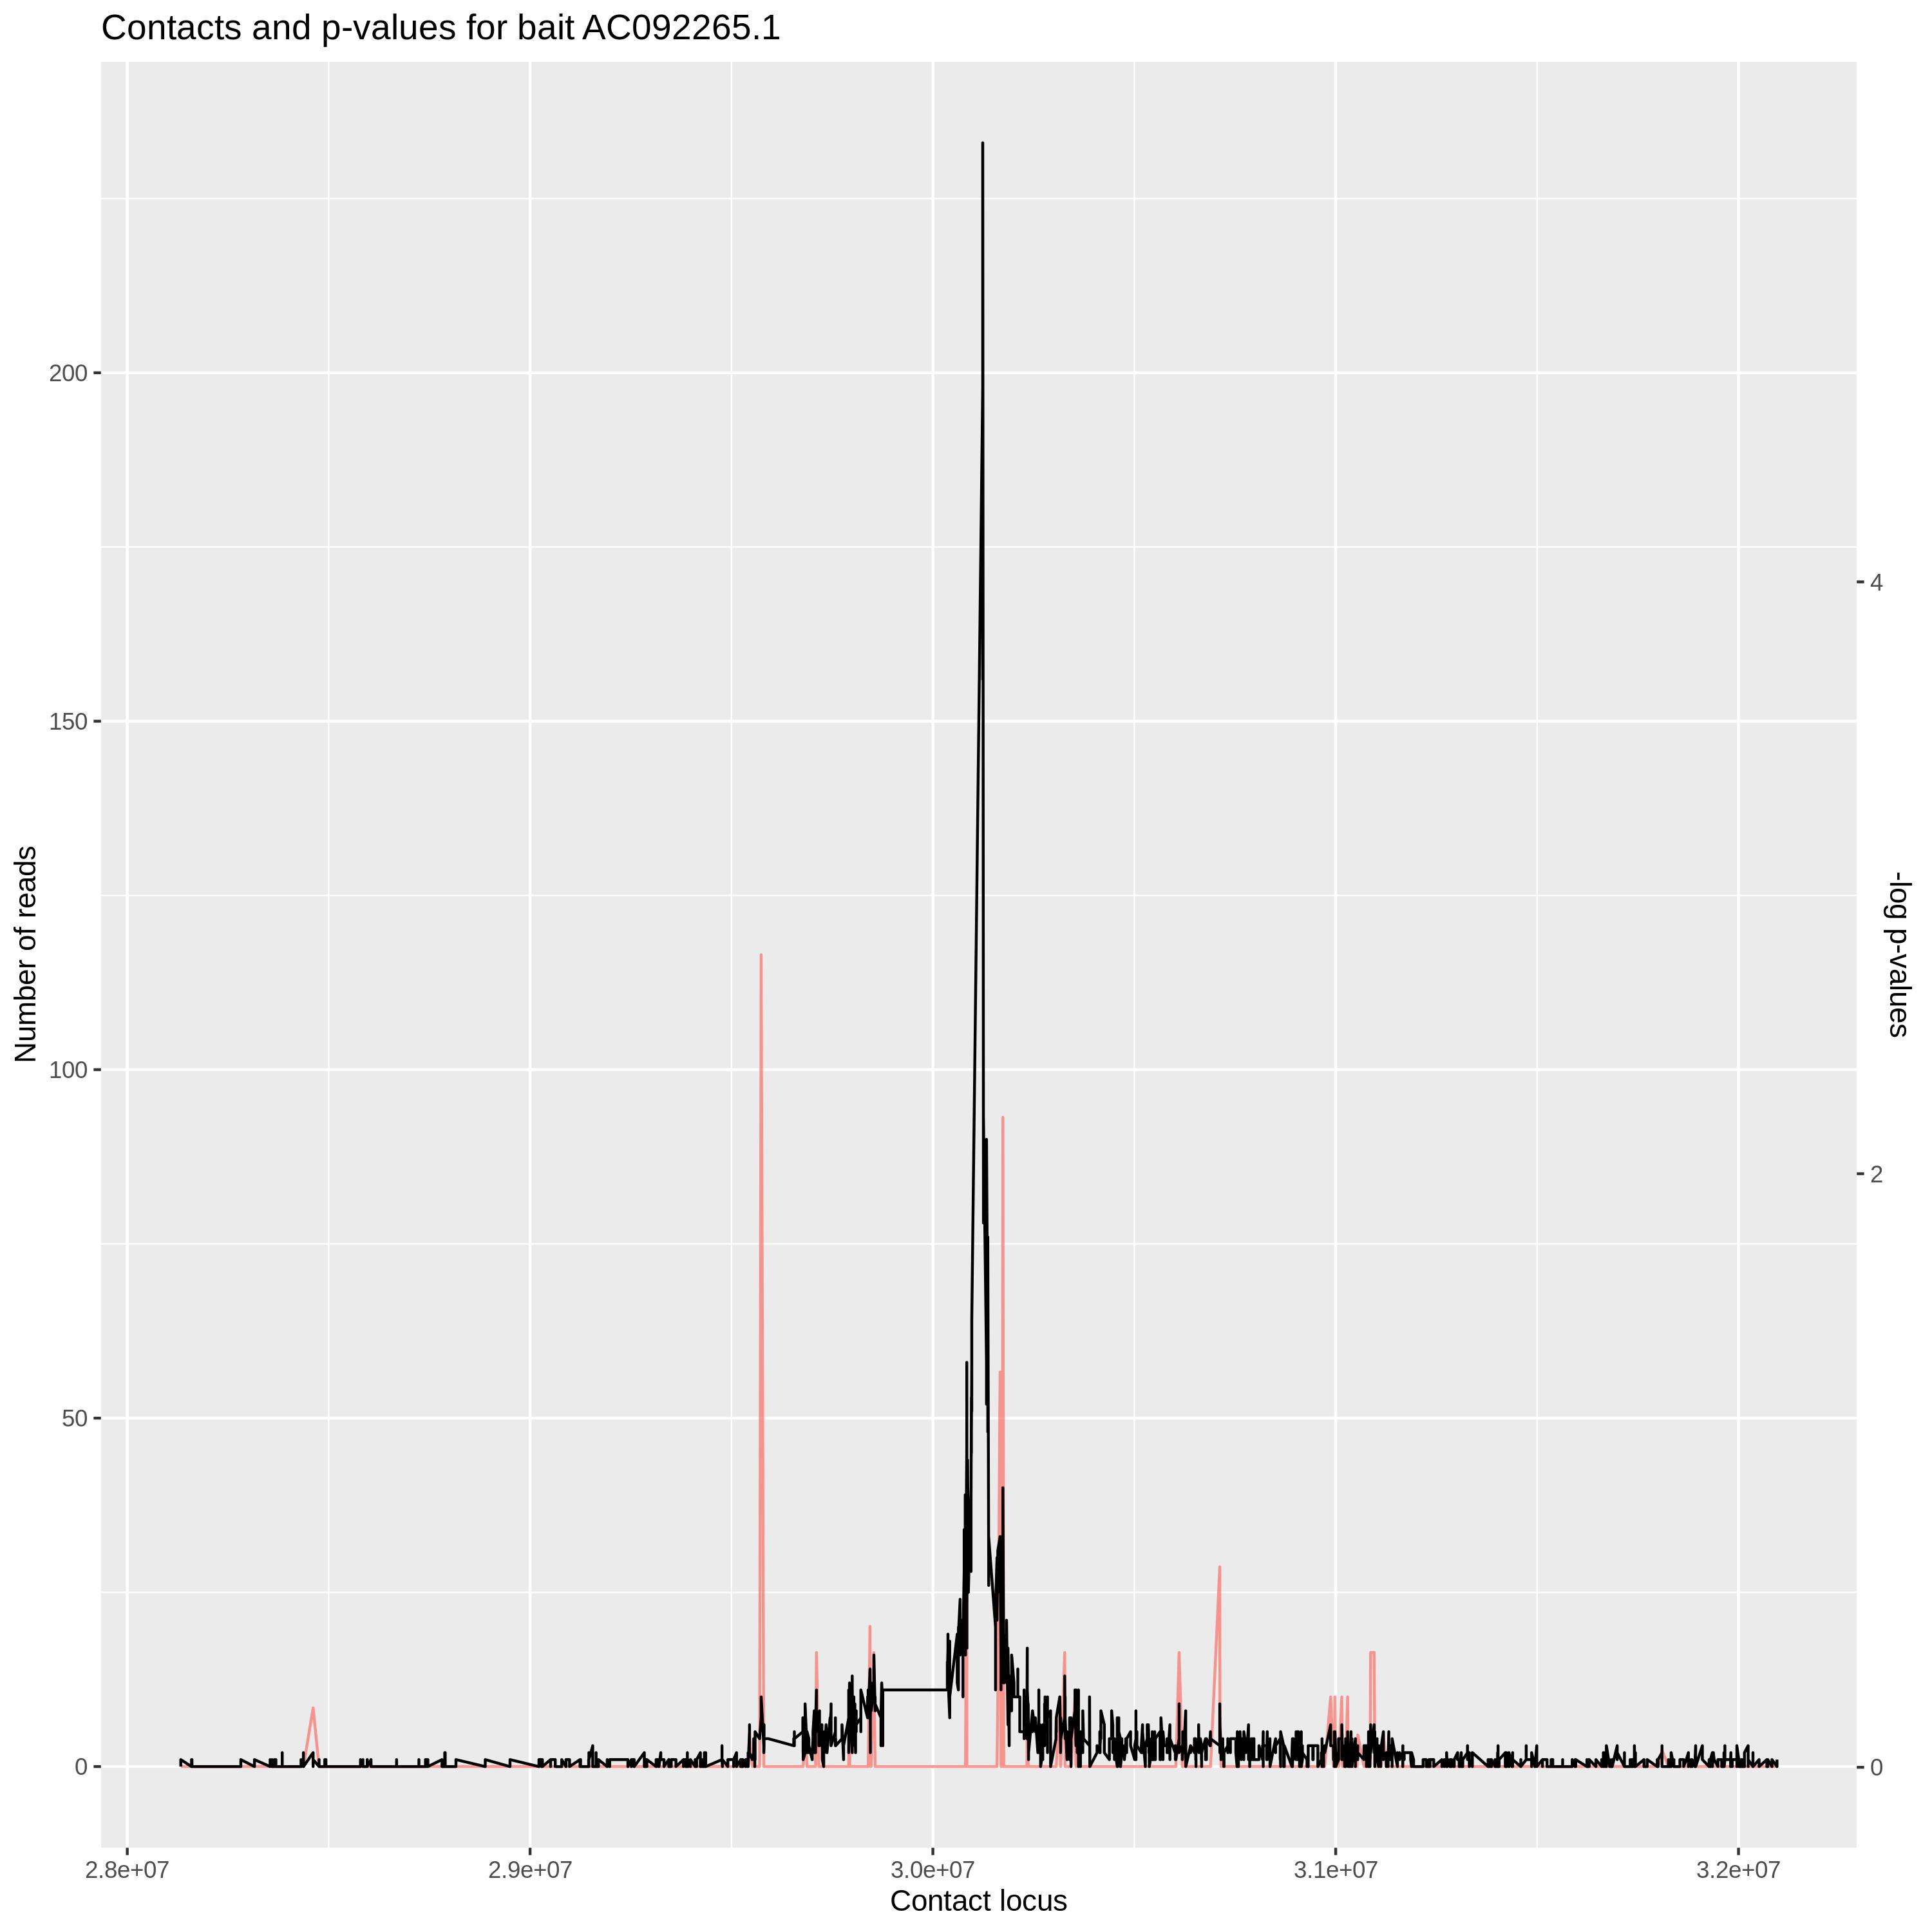 Contacts and p-values for bait AC092265.1
Number of reads
200
150
100
50
0
4
2
0
-log p-values
2.8e+07
2.9e+07
3.0e+07
3.1e+07
3.2e+07
Contact locus